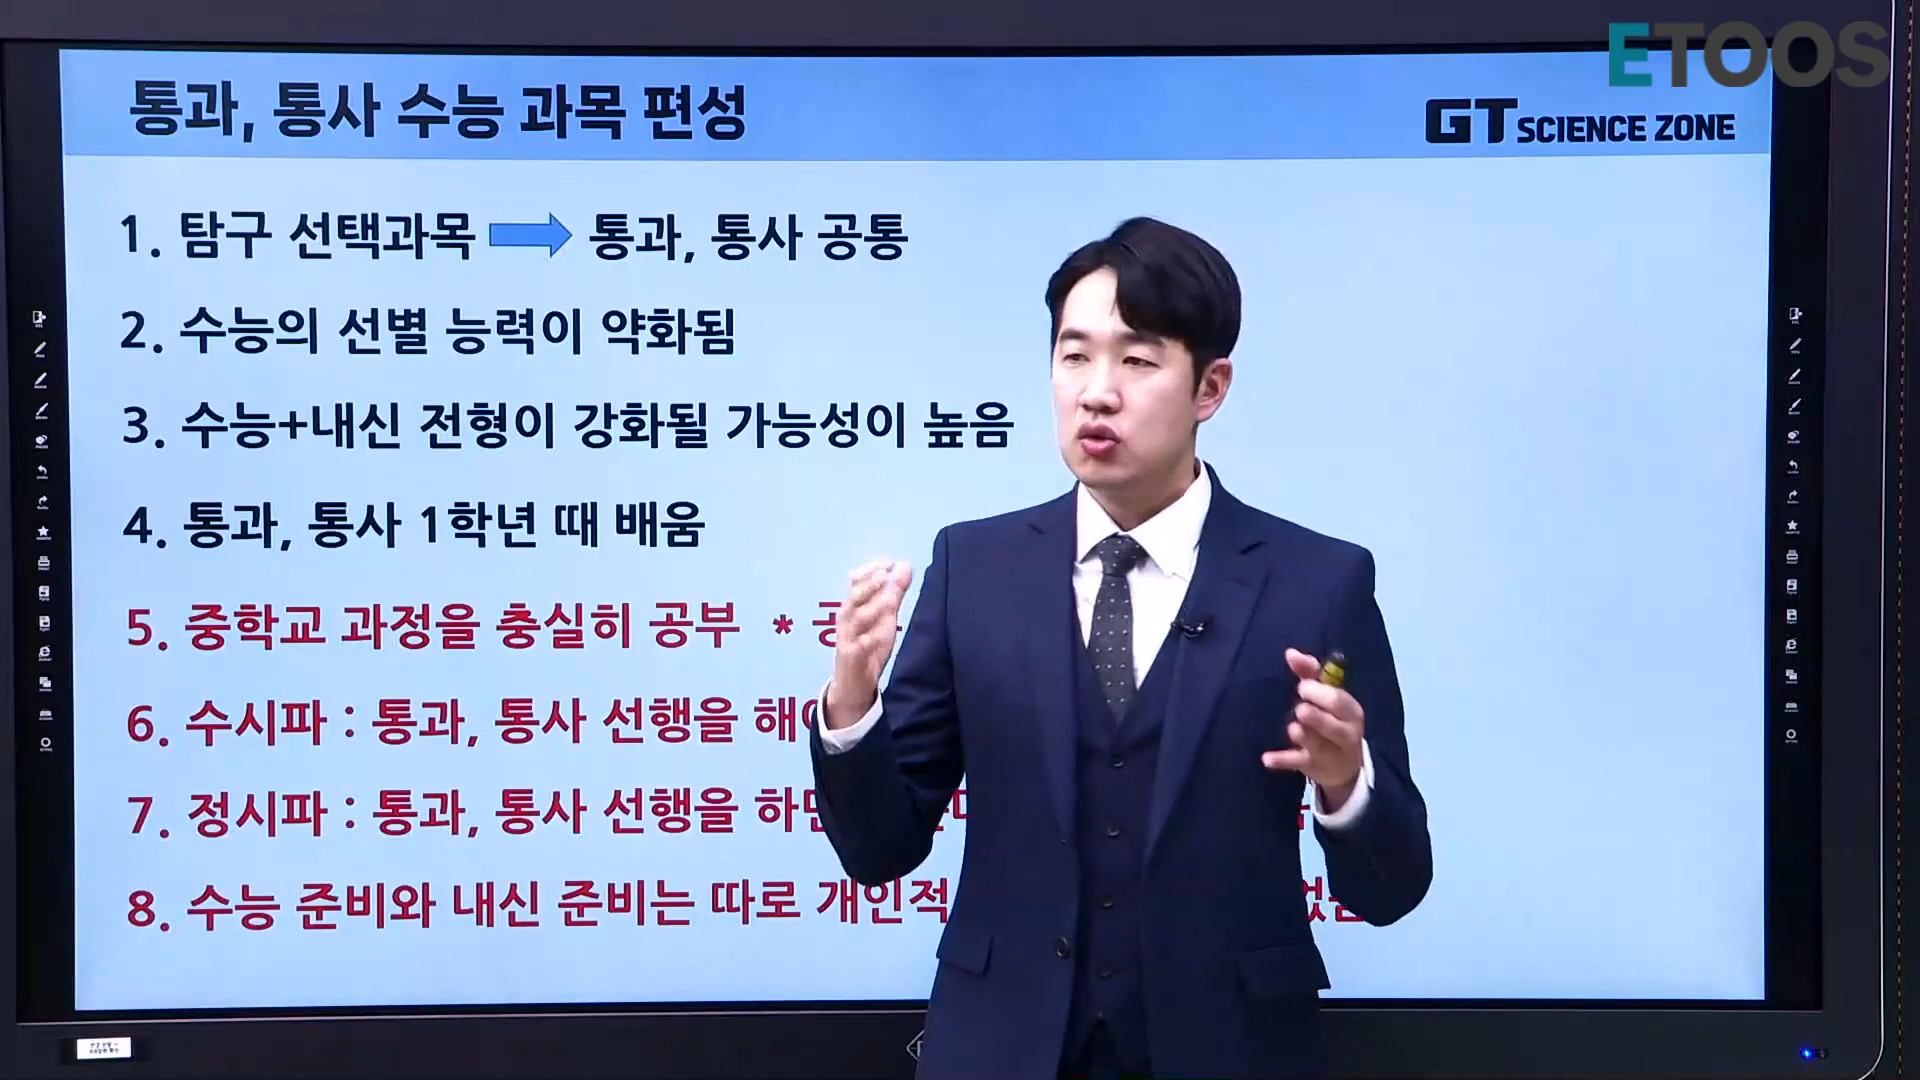 ETOOS
통과, 통사 수능 과목 편성
GT SCIENCE ZONE
1. 탐구 선택과목 통과, 통사 공통
2. 수능의 선별 능력이 약화됨
3. 수능+내신 전형이 강화될 가능성이 높음
4. 통과, 통사 1학년 때 배움
5. 중학교 과정을 충실히 공부 *
6. 수시파 : 통과, 통사 선행을
7. 정시파 : 통과, 통사 선행을
8. 수능 준비와 내신 준비는 따로